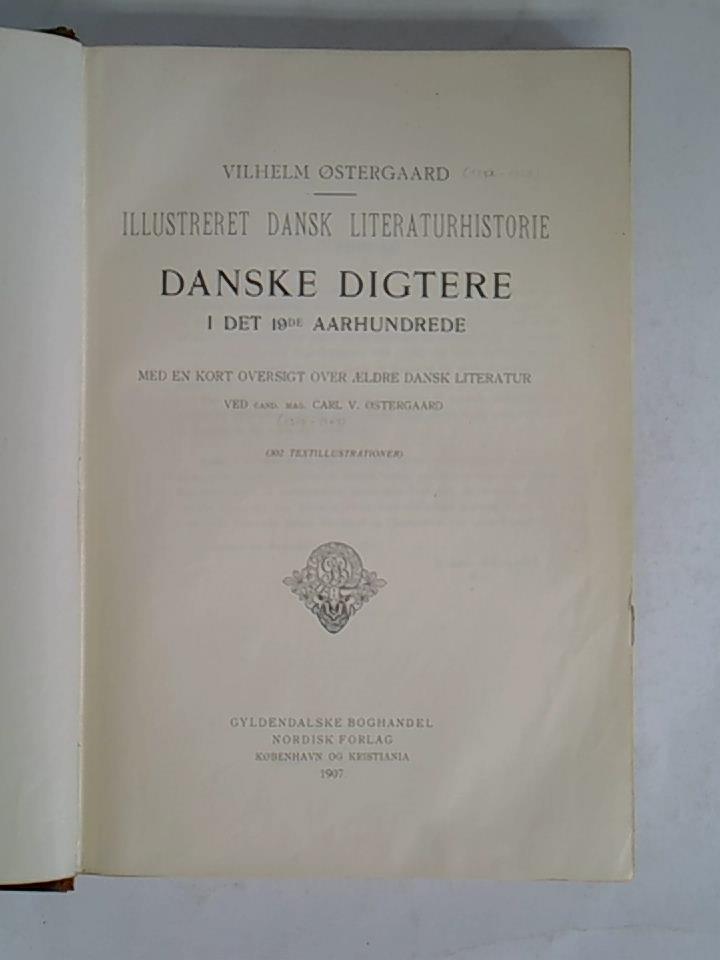 VILHELM ØSTERGAARD
ILLUSTRERET DANSK LITERATURHISTORIE
DANSKE DIGTERE
I DET 19DE AARHUNDREDE
MED EN KORT OVERSIGT OVER ÆLDRE DANSK LITERATUR
VED CAND. MAG. CARL V. ØSTERGAARD
(302 TEXTILLUSTRATIONER)
GYLDENDALSKE BOGHANDEL
NORDISK FORLAG
KØBENHAVN OG KRISTIANIA
1907